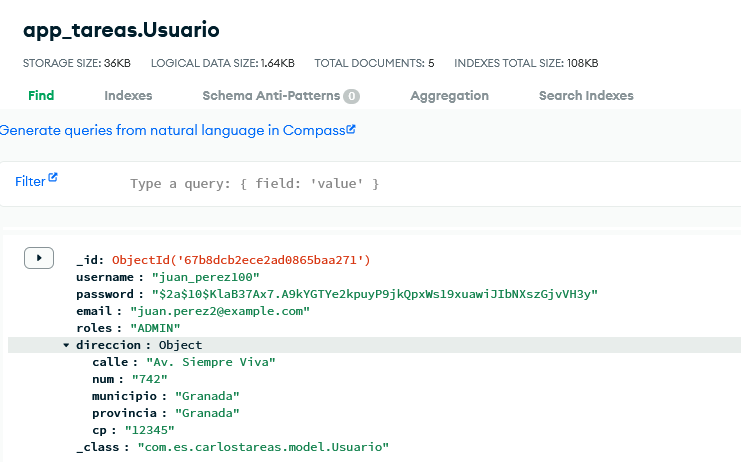 app_tareas.Usuario
STORAGE SIZE: 36KB LOGICAL DATA SIZE: 1.64KB TOTAL DOCUMENTS: 5 INDEXES TOTAL SIZE: 108KB
Find Indexes Schema Anti-Patterns 0 Aggregation Search Indexes
Generate queries from natural language in Compass
Filter Type a query: { field: 'value' }
_id: ObjectId('67b8dcb2ece2ad0865baa271')
username : "juan_perez100"
password : "$2a$10$KlaB37Ax7.A9kYGTYe2kpuyP9jkQpxWs19xuawiJIbNXszGjvVH3y"
email : "juan.perez2@example.com"
roles : "ADMIN"
direccion : Object
calle : "Av. Siempre Viva"
num : "742"
municipio : "Granada"
provincia : "Granada"
cp : "12345"
_class : "com.es.carlostareas.model.Usuario"